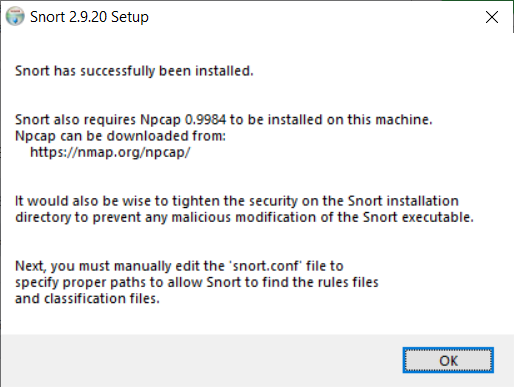 Snort 2.9.20 Setup
Snort has successfully been installed.
Snort also requires Npcap 0.9984 to be installed on this machine.
Npcap can be downloaded from:
https://nmap.org/npcap/
It would also be wise to tighten the security on the Snort installation
directory to prevent any malicious modification of the Snort executable.
Next, you must manually edit the 'snort.conf' file to
specify proper paths to allow Snort to find the rules files
and classification files.
OK